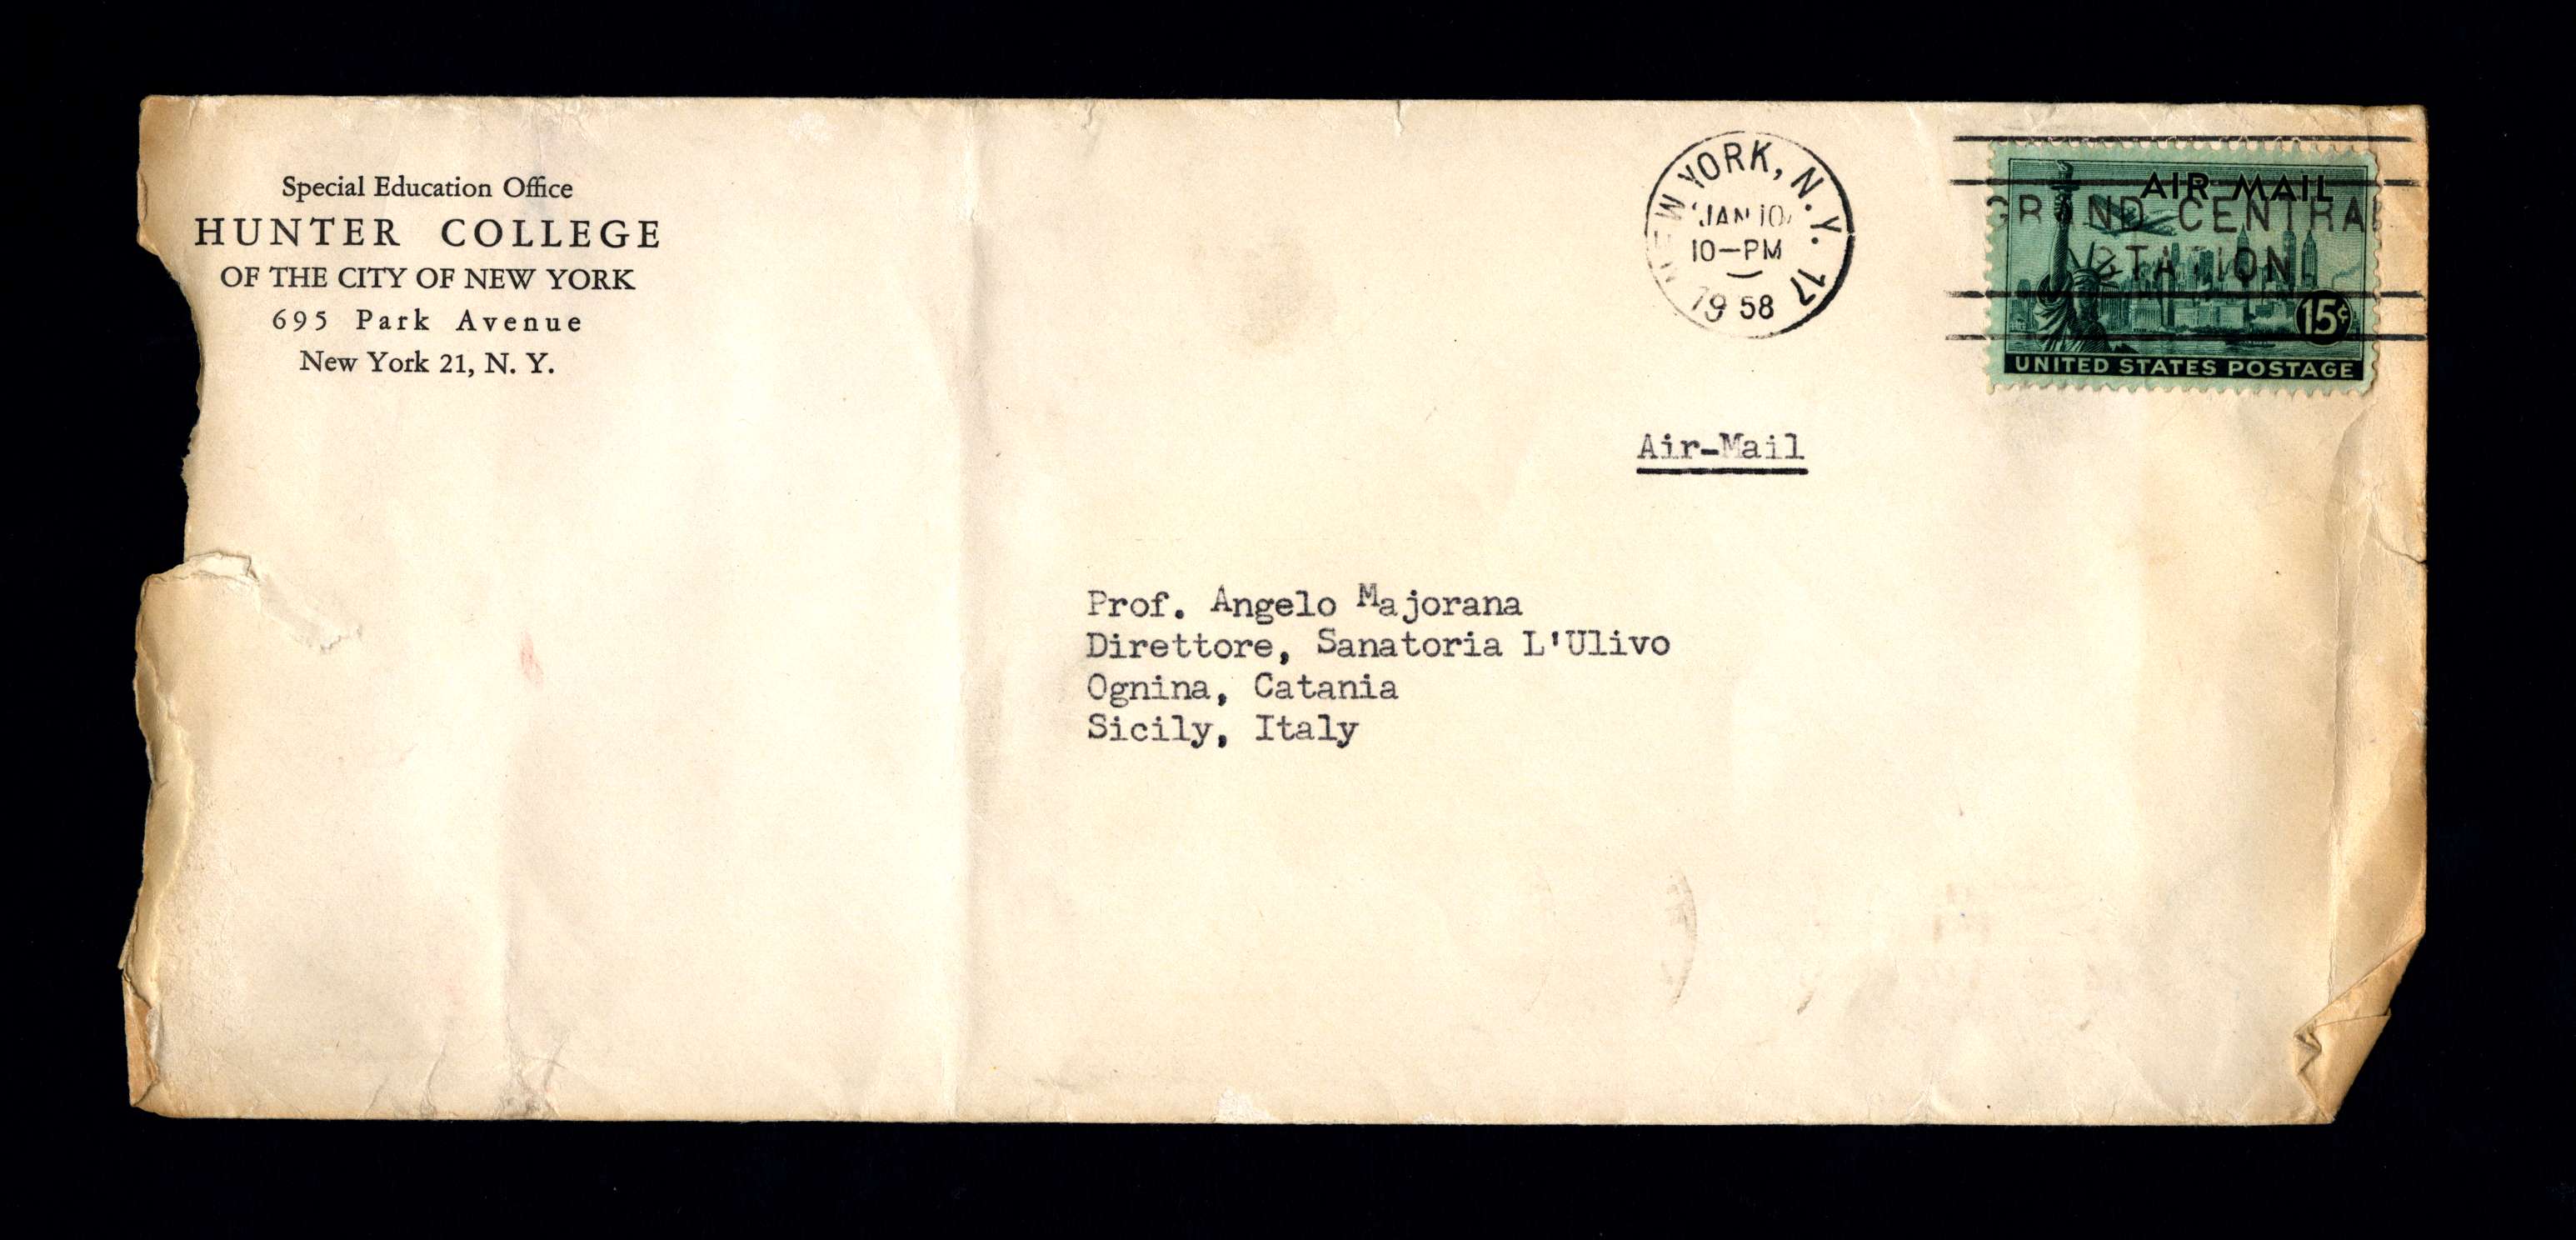 Special Education Office
HUNTER COLLEGE
OF THE CITY OF NEW YORK
695 Park Avenue
New York 21, N. Y.
NEW YORK, N.Y. 17
JAN 10
10-PM
1958
AIR MAIL
GRAND CENTRAL
STATION
15¢
UNITED STATES POSTAGE
Air-Mail
Prof. Angelo Majorana
Direttore, Sanatoria L'Ulivo
Ognina, Catania
Sicily, Italy